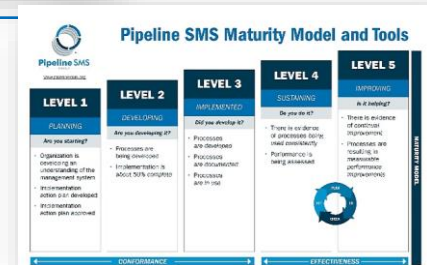 Pipeline SMS Maturity Model and Tools
Pipeline SMS
LEVEL 1
PLANNING
Are you starting?
- Organization is
developing an
understanding of the
management system
- Implementation
action plan developed
- Implementation
action plan approved
LEVEL 2
DEVELOPING
Are you developing it?
- Processes are
being developed
- Implementation is
about 50% complete
LEVEL 3
IMPLEMENTED
Did you develop it?
- Processes
are developed
- Processes
are documented
- Processes
are in use
LEVEL 4
SUSTAINING
Do you do it?
- There is evidence
of processes being
used consistently
- Performance is
being assessed
LEVEL 5
IMPROVING
Is it helping?
- There is evidence
of continual
improvement
- Processes are
resulting in
measurable
performance
improvements
MATURITY MODEL
CONFORMANCE
EFFECTIVENESS